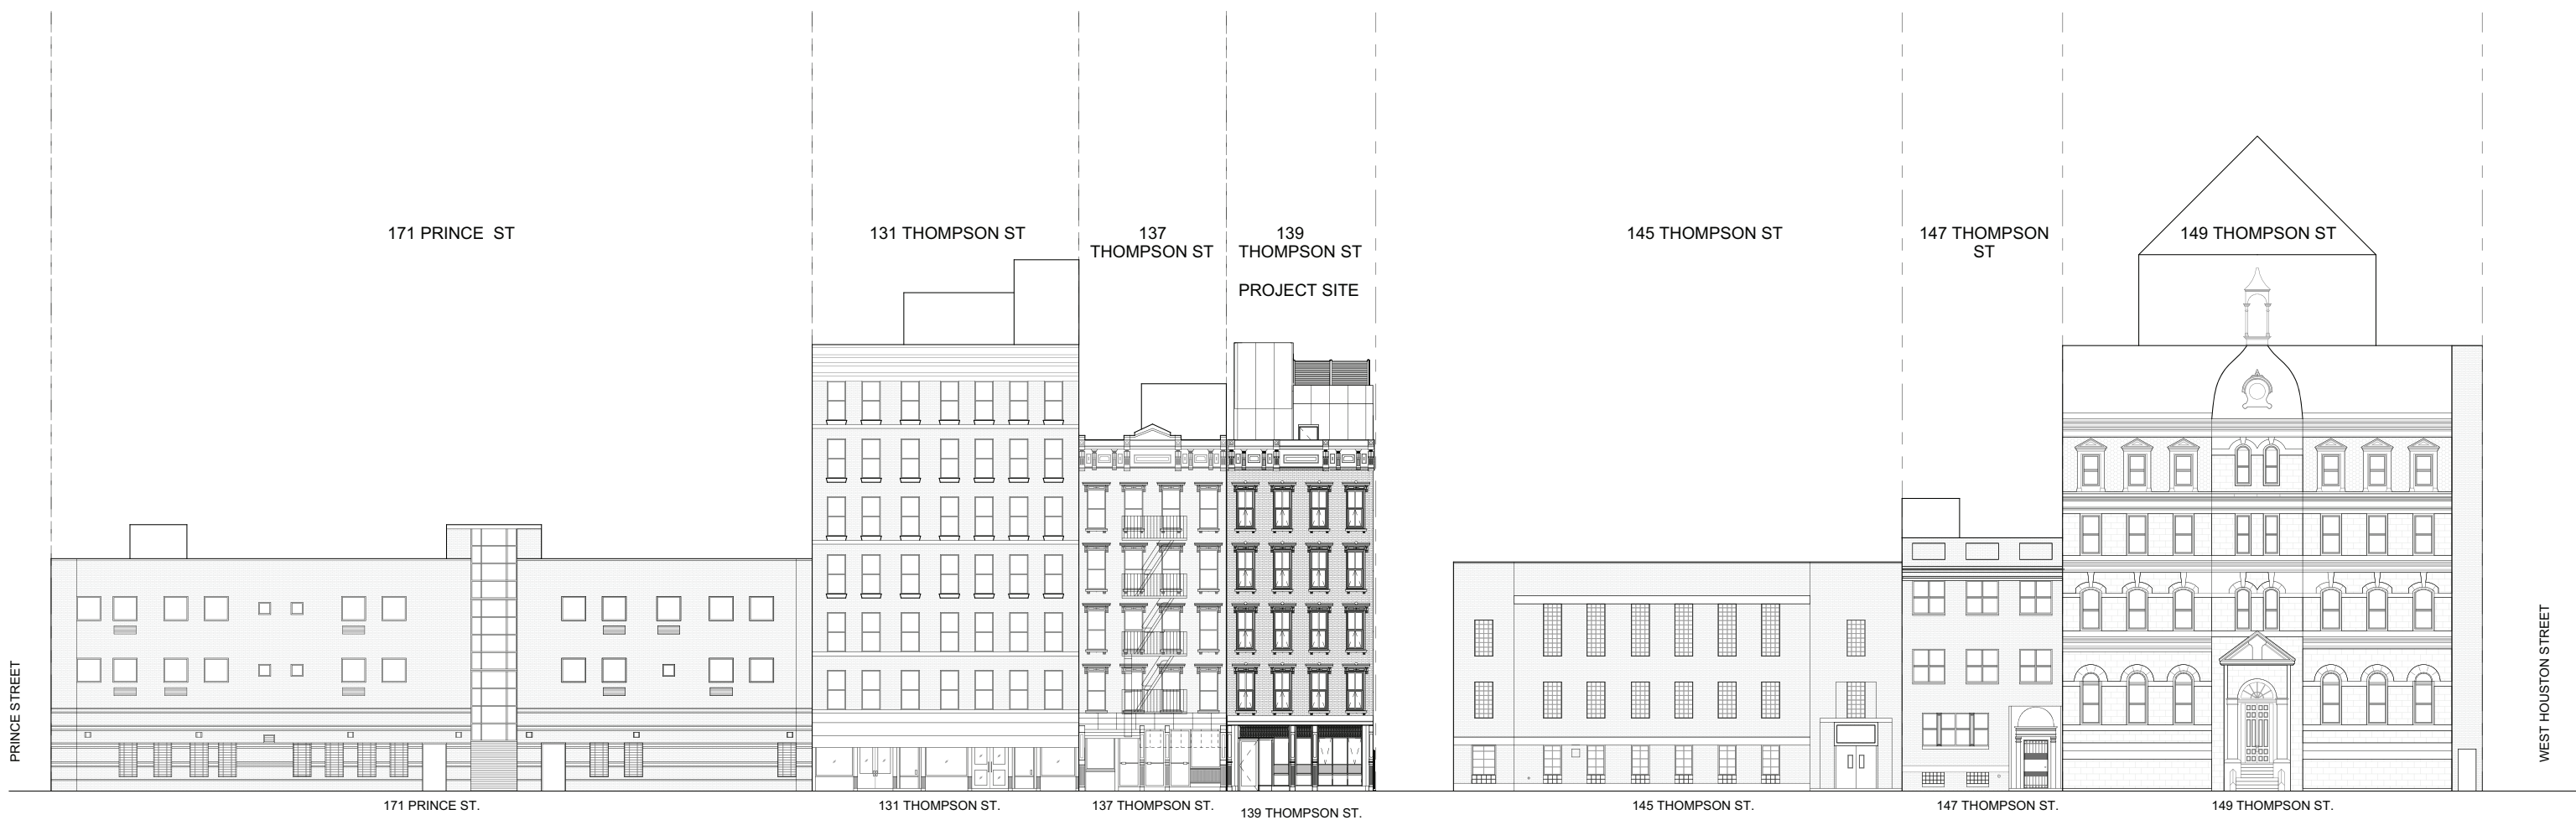 171 PRINCE ST
131 THOMPSON ST
137
THOMPSON ST
139
THOMPSON ST
PROJECT SITE
145 THOMPSON ST
147 THOMPSON
ST
149 THOMPSON ST
PRINCE STREET
WEST HOUSTON STREET
171 PRINCE ST.
131 THOMPSON ST.
137 THOMPSON ST.
139 THOMPSON ST.
145 THOMPSON ST.
147 THOMPSON ST.
149 THOMPSON ST.